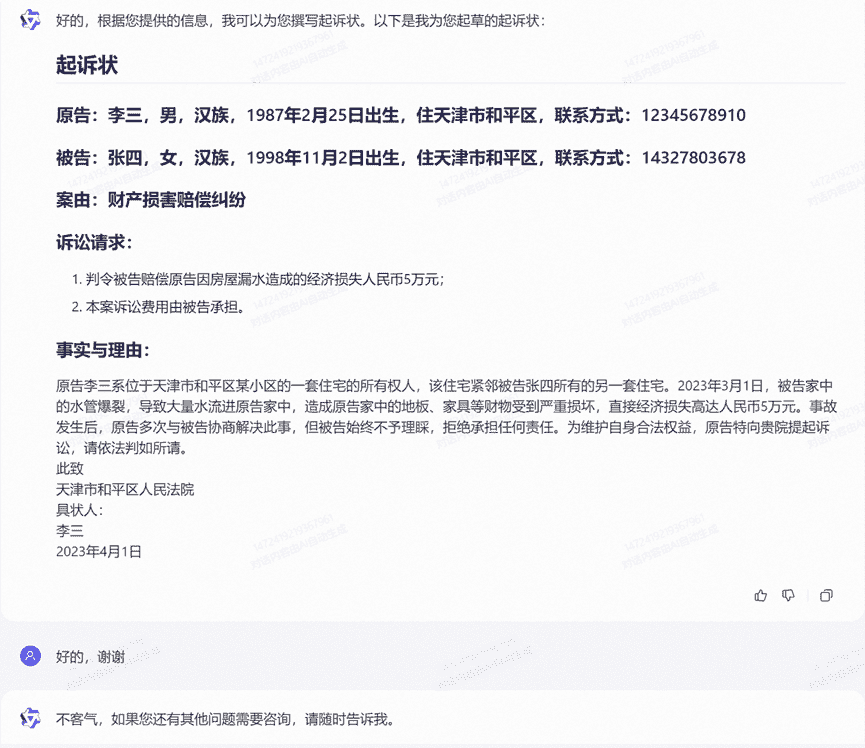 好的，根据您提供的信息，我可以为您撰写起诉状。以下是我为您起草的起诉状：
起诉状
原告：李三，男，汉族，1987年2月25日出生，住天津市和平区，联系方式：12345678910
被告：张四，女，汉族，1998年11月2日出生，住天津市和平区，联系方式：14327803678
案由：财产损害赔偿纠纷
诉讼请求：
1. 判令被告赔偿原告因房屋漏水造成的经济损失人民币5万元；
2. 本案诉讼费用由被告承担。
事实与理由：
原告李三系位于天津市和平区某小区的一套住宅的所有权人，该住宅紧邻被告张四所有的另一套住宅。2023年3月1日，被告家中
的水管爆裂，导致大量水流进原告家中，造成原告家中的地板、家具等财物受到严重损坏，直接经济损失高达人民币5万元。事故
发生后，原告多次与被告协商解决此事，但被告始终不予理睬，拒绝承担任何责任。为维护自身合法权益，原告特向贵院提起诉
讼，请依法判如所请。
此致
天津市和平区人民法院
具状人：
李三
2023年4月1日
好的，谢谢
不客气，如果您还有其他问题需要咨询，请随时告诉我。